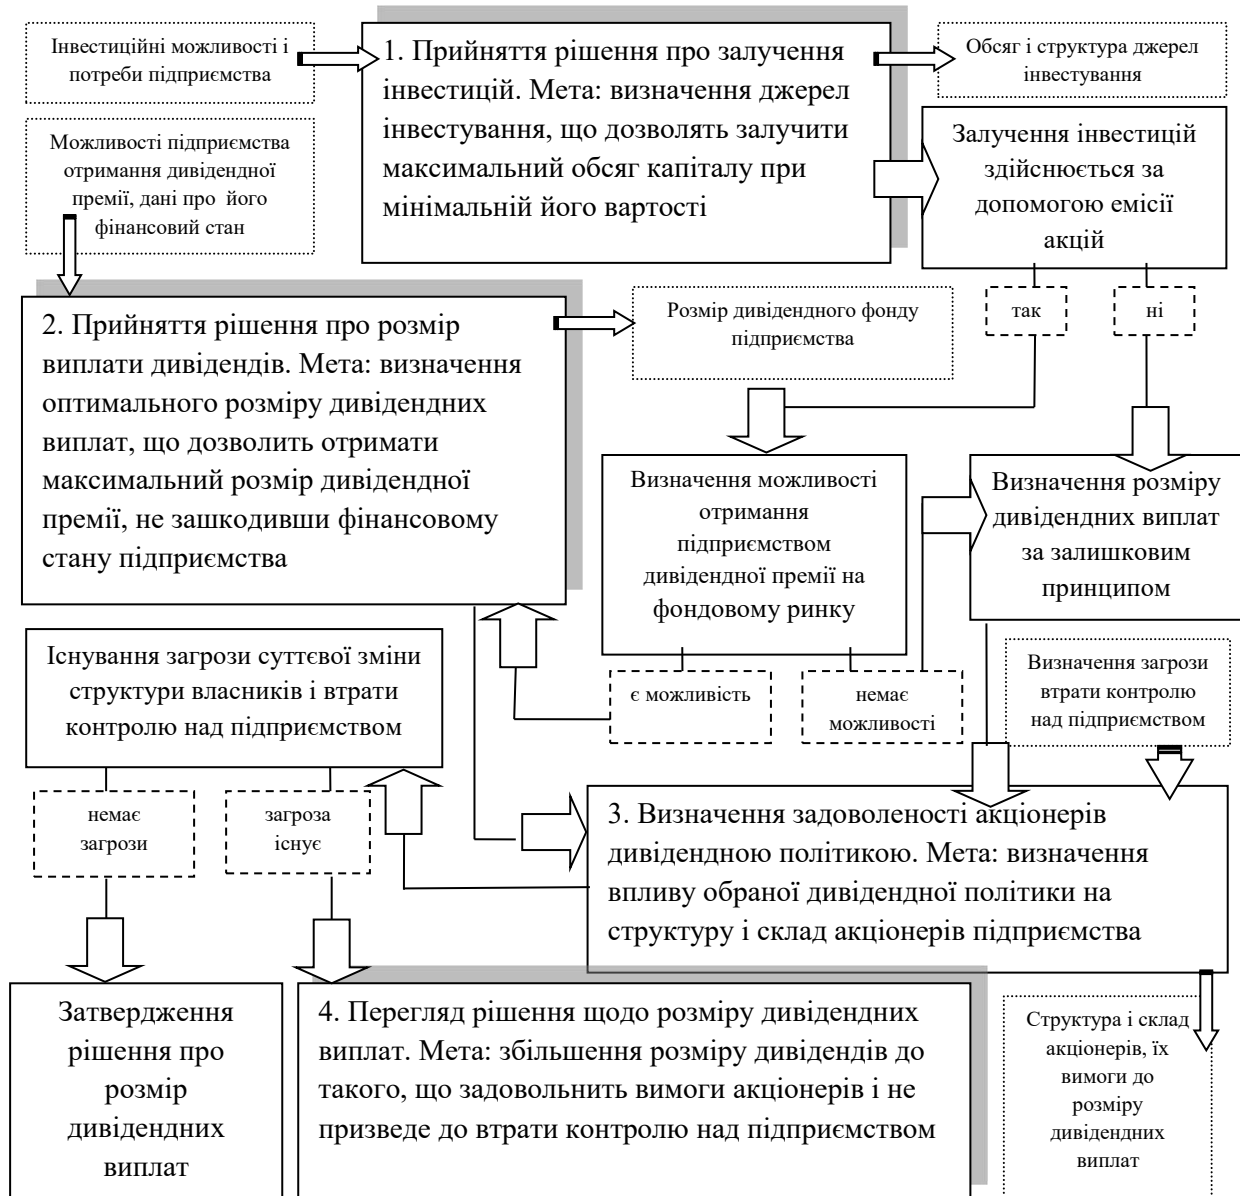 Інвестиційні можливості і
потреби підприємства
1. Прийняття рішення про залучення
інвестицій. Мета: визначення джерел
інвестування, що дозволять залучити
максимальний обсяг капіталу при
мінімальній його вартості
Обсяг і структура джерел
інвестування
Можливості підприємства
отримання дивідендної
премії, дані про його
фінансовий стан
Залучення інвестицій
здійснюється за
допомогою емісії
акцій
так
ні
2. Прийняття рішення про розмір
виплати дивідендів. Мета: визначення
оптимального розміру дивідендних
виплат, що дозволить отримати
максимальний розмір дивідендної
премії, не зашкодивши фінансовому
стану підприємства
Розмір дивідендного фонду
підприємства
Визначення можливості
отримання
підприємством
дивідендної премії на
фондовому ринку
Визначення розміру
дивідендних виплат
за залишковим
принципом
є можливість
немає
можливості
Визначення загрози
втрати контролю
над підприємством
Існування загрози суттєвої зміни
структури власників і втрати
контролю над підприємством
немає
загрози
загроза
існує
3. Визначення задоволеності акціонерів
дивідендною політикою. Мета: визначення
впливу обраної дивідендної політики на
структуру і склад акціонерів підприємства
Затвердження
рішення про
розмір
дивідендних
виплат
4. Перегляд рішення щодо розміру дивідендних
виплат. Мета: збільшення розміру дивідендів до
такого, що задовольнить вимоги акціонерів і не
призведе до втрати контролю над підприємством
Структура і склад
акціонерів, їх
вимоги до
розміру
дивідендних
виплат